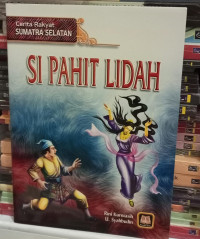 Cerita Rakyat
SUMATRA SELATAN
SI PAHIT LIDAH